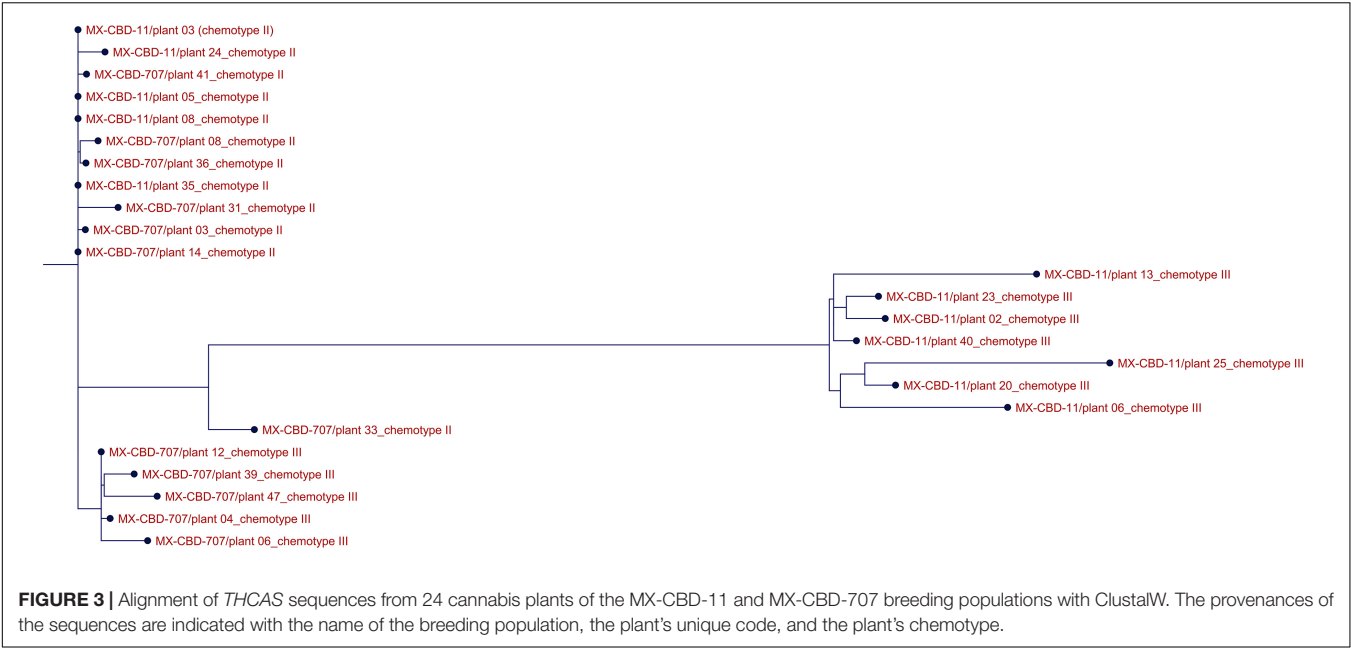 MX-CBD-11/plant 03 (chemotype II)
MX-CBD-11/plant 24_chemotype II
MX-CBD-707/plant 41_chemotype II
MX-CBD-11/plant 05_chemotype II
MX-CBD-11/plant 08_chemotype II
MX-CBD-707/plant 08_chemotype II
MX-CBD-707/plant 36_chemotype II
MX-CBD-11/plant 35_chemotype II
MX-CBD-707/plant 31_chemotype II
MX-CBD-707/plant 03_chemotype II
MX-CBD-707/plant 14_chemotype II
MX-CBD-11/plant 13_chemotype III
MX-CBD-11/plant 23_chemotype III
MX-CBD-11/plant 02_chemotype III
MX-CBD-11/plant 40_chemotype III
MX-CBD-11/plant 25_chemotype III
MX-CBD-11/plant 20_chemotype III
MX-CBD-11/plant 06_chemotype III
MX-CBD-707/plant 33_chemotype II
MX-CBD-707/plant 12_chemotype III
MX-CBD-707/plant 39_chemotype III
MX-CBD-707/plant 47_chemotype III
MX-CBD-707/plant 04_chemotype III
MX-CBD-707/plant 06_chemotype III
FIGURE 3 | Alignment of THCAS sequences from 24 cannabis plants of the MX-CBD-11 and MX-CBD-707 breeding populations with ClustalW. The provenances of
the sequences are indicated with the name of the breeding population, the plant's unique code, and the plant's chemotype.